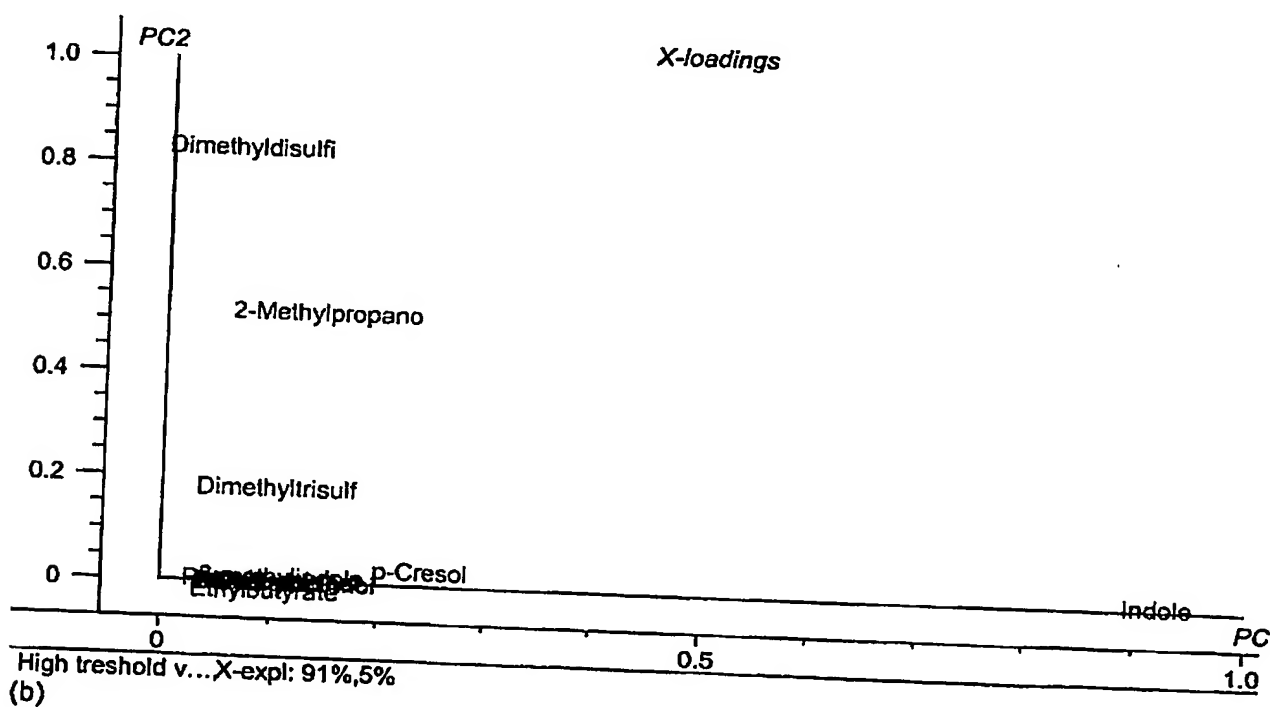 PC2
X-loadings
1.0
Dimethyldisulfi
0.8
0.6
2-Methylpropano
0.4
0.2
Dimethyltrisulf
0
p-Cresol
Ethylbutyrate
Indole
PC
0
0.5
1.0
High treshold v...X-expl: 91%,5%
(b)